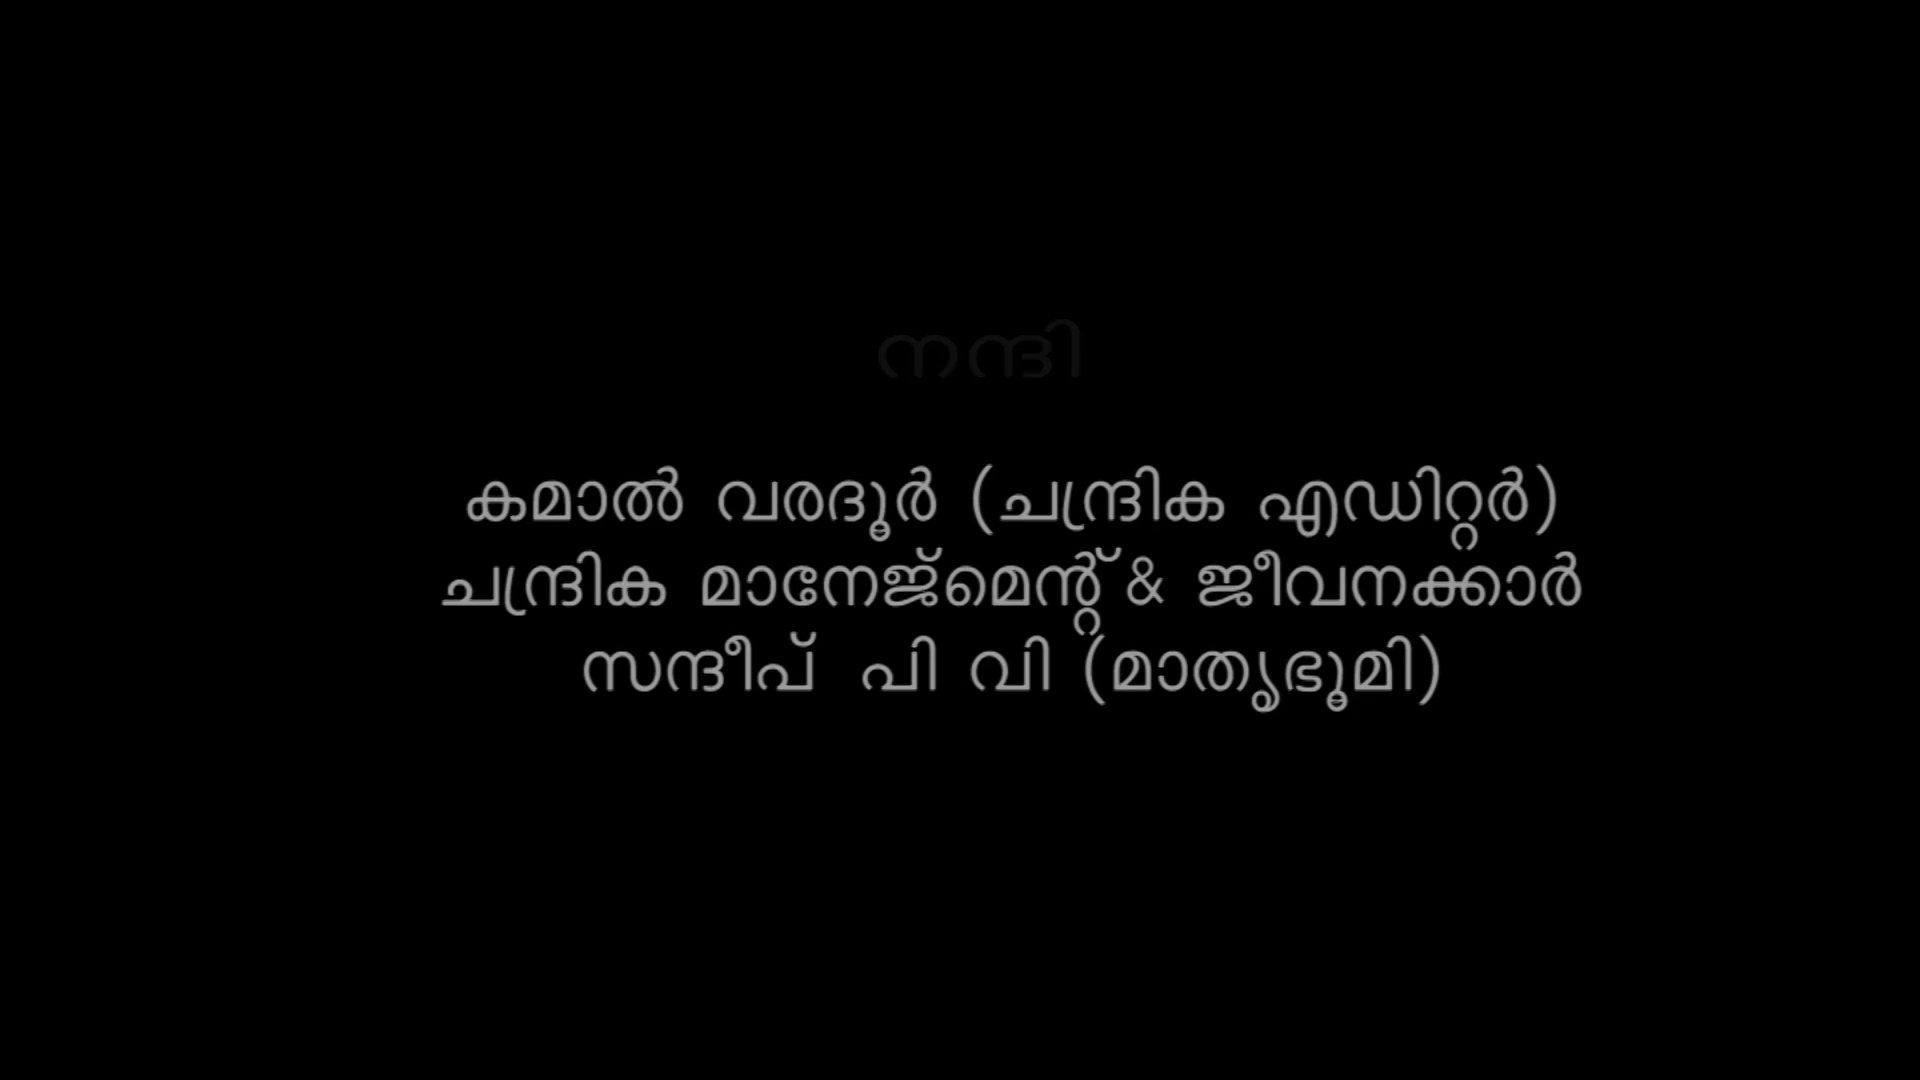 നന്ദി
കമാൽ വരദൂർ (ചന്ദ്രിക എഡിറ്റർ)
ചന്ദ്രിക മാനേജ്മെന്റ് & ജീവനക്കാർ
സന്ദീപ് പി വി (മാതൃഭൂമി)